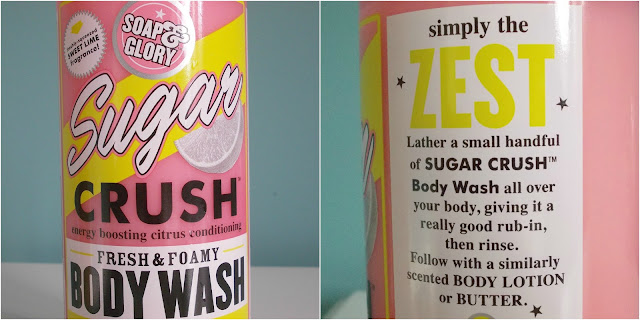 SOAP&
GLORY
SWEET LIME
fragrance!
Sugar
CRUSH™
energy boosting citrus conditioning
FRESH & FOAMY
BODY WASH
simply the
ZEST
Lather a small handful
of SUGAR CRUSH™
Body Wash all over
your body, giving it a
really good rub-in,
then rinse.
Follow with a similarly
scented BODY LOTION
or BUTTER.